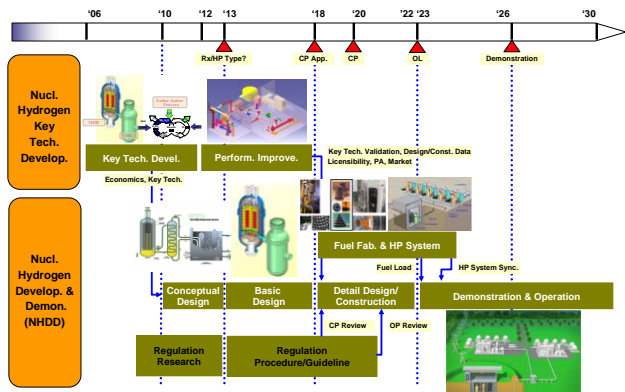 ‘06 ‘10 ‘12 ‘13 ‘18 ‘20 ‘22 ‘23 ‘26 ‘30
Rx/HP Type? CP App. CP OL Demonstration
Nucl.
Hydrogen
Key
Tech.
Develop.
Key Tech. Devel.
Perform. Improve.
Key Tech. Validation, Design/Const. Data
Licensibility, PA, Market
Economics, Key Tech.
Nucl.
Hydrogen
Develop. &
Demon.
(NHDD)
Fuel Fab. & HP System
Fuel Load
HP System Sync.
Conceptual
Design
Basic
Design
Detail Design/
Construction
Demonstration & Operation
CP Review
OP Review
Regulation
Research
Regulation
Procedure/Guideline